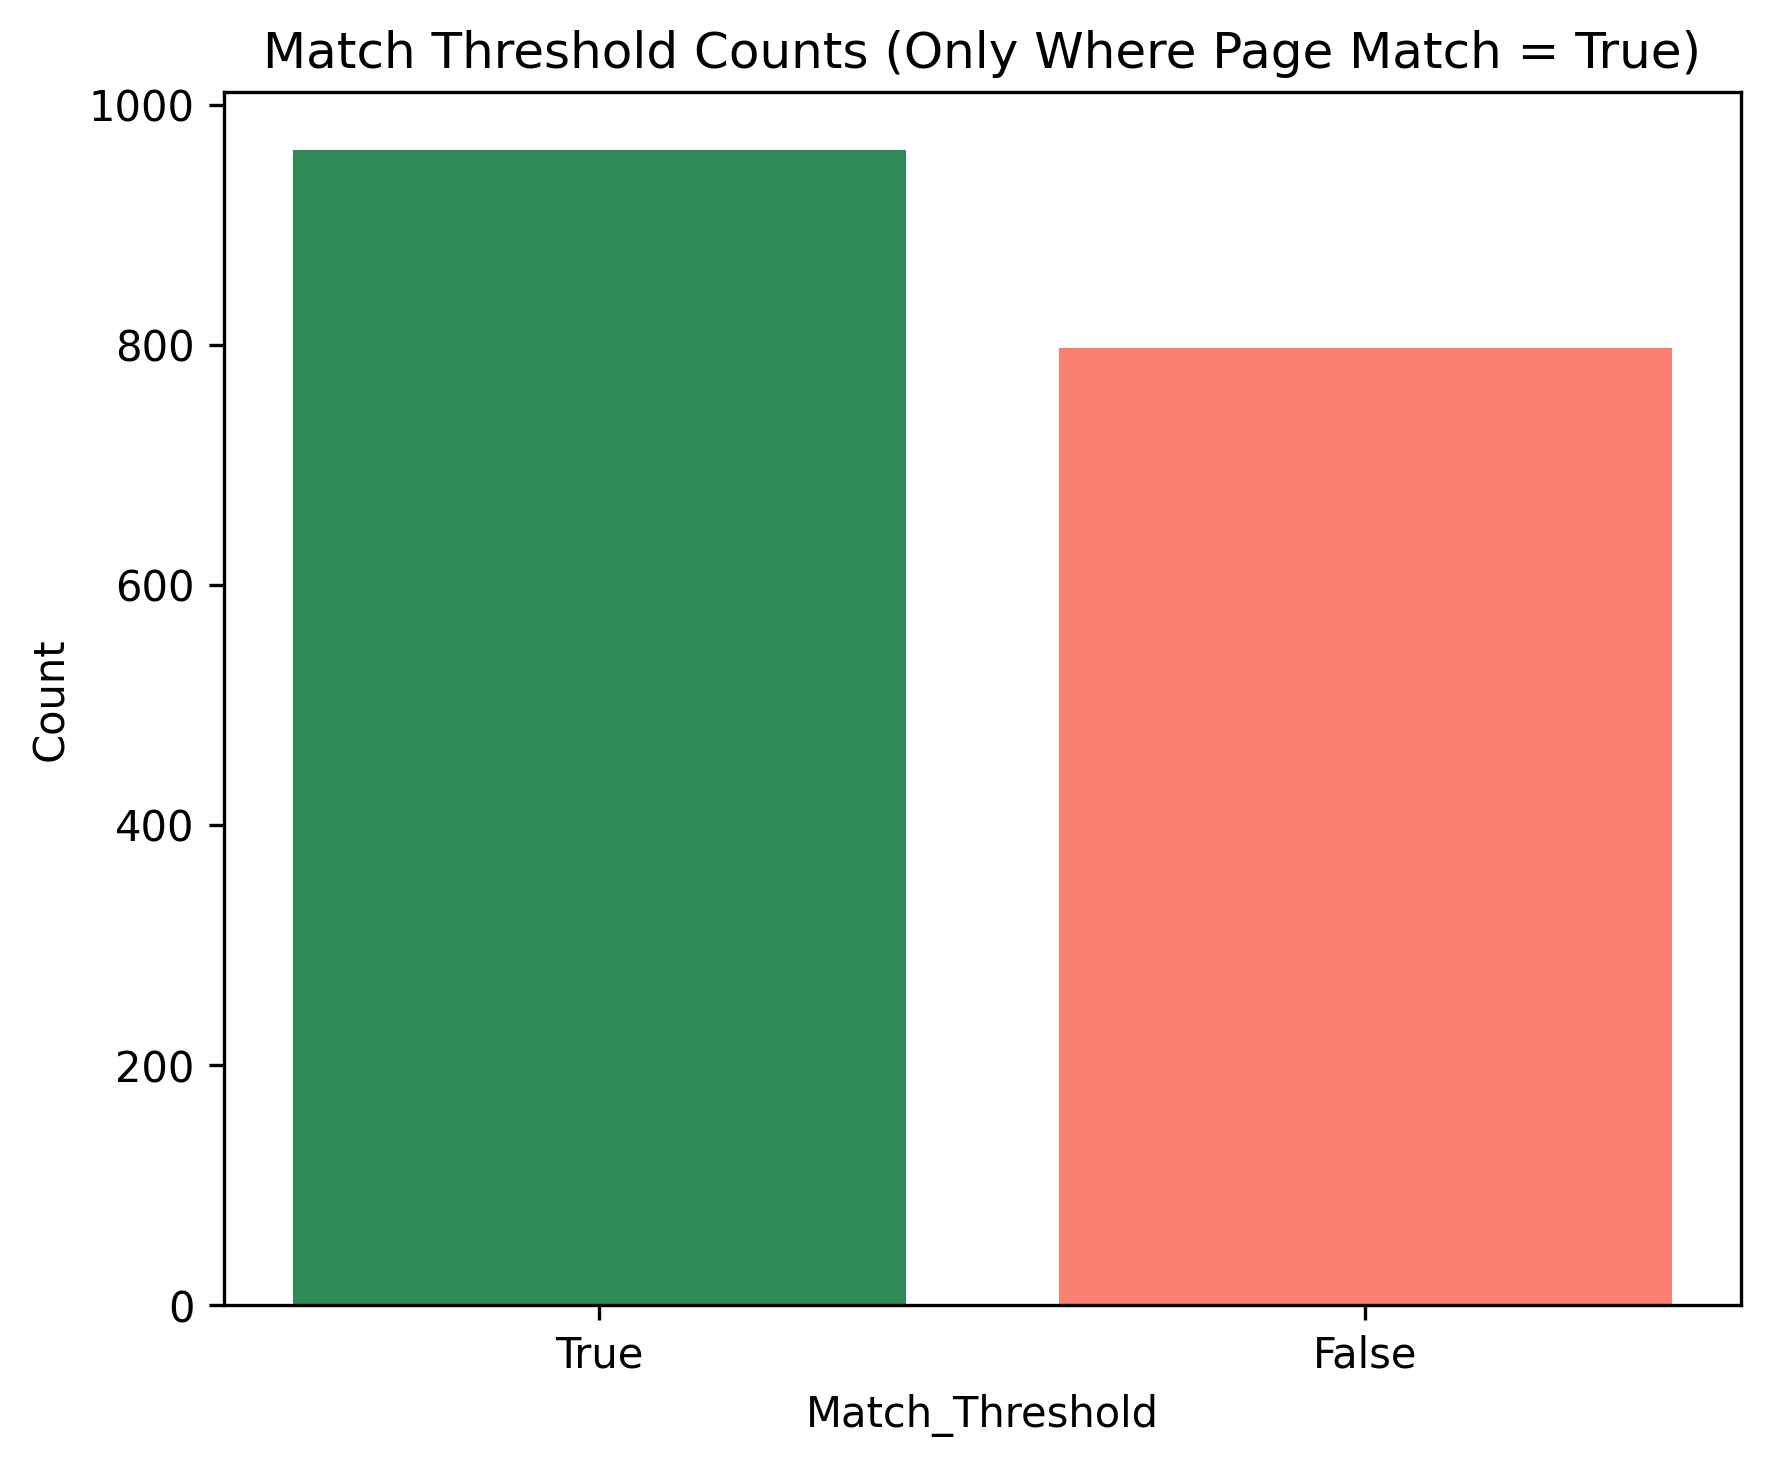 Match Threshold Counts (Only Where Page Match = True)
1000
800
600
400
200
0
Count
True False
Match_Threshold